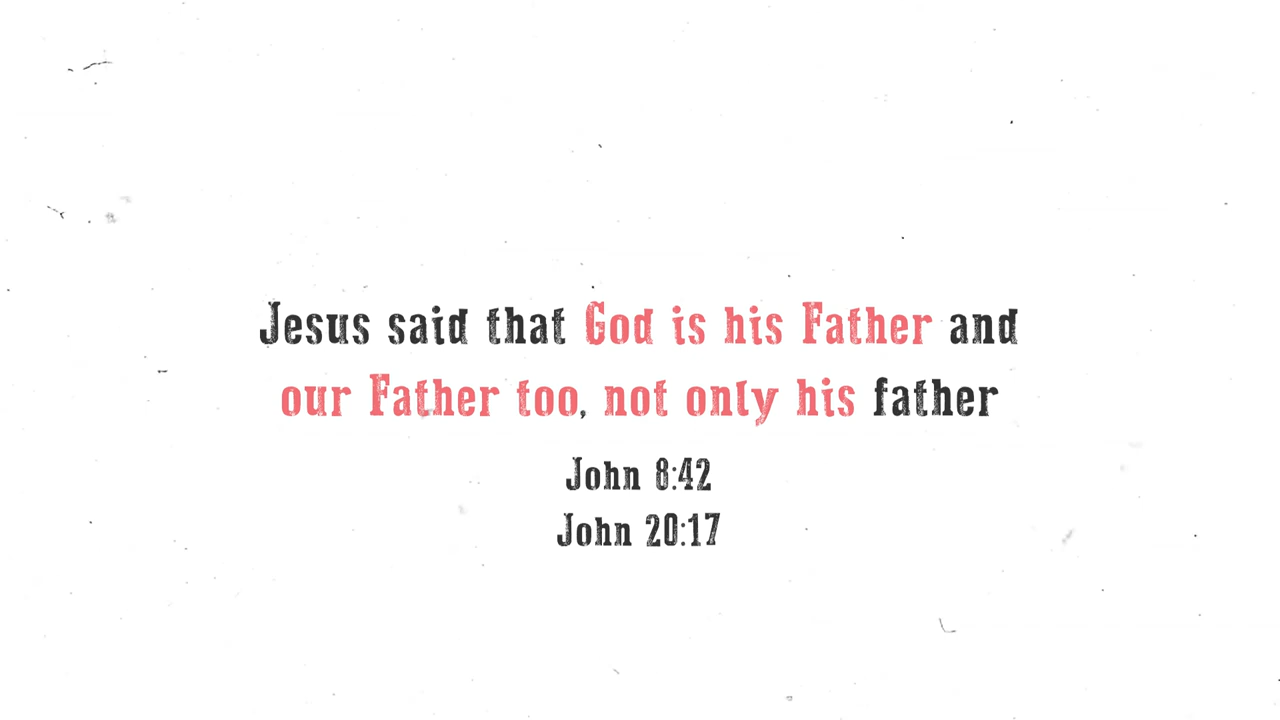 Jesus said that God is his Father and
our Father too, not only his father
John 8:42
John 20:17